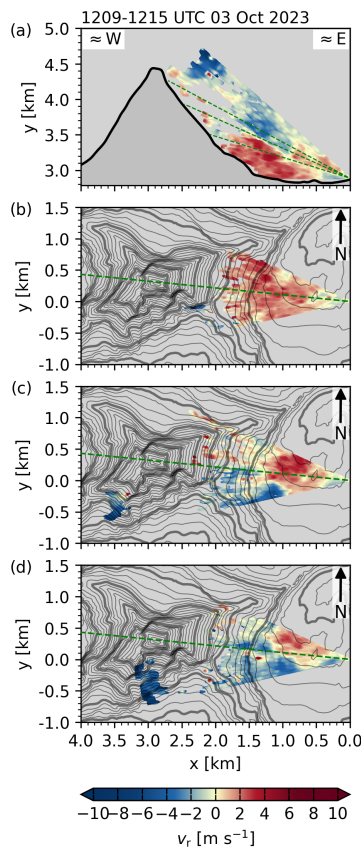 1209-1215 UTC 03 Oct 2023
(a)
≈ W
≈ E
5.0
4.5
4.0
3.5
3.0
y [km]
(b)
1.5
1.0
0.5
0.0
-0.5
-1.0
y [km]
N
(c)
1.5
1.0
0.5
0.0
-0.5
-1.0
y [km]
N
(d)
1.5
1.0
0.5
0.0
-0.5
-1.0
y [km]
N
4.0 3.5 3.0 2.5 2.0 1.5 1.0 0.5 0.0
x [km]
−10 −8 −6 −4 −2 0 2 4 6 8 10
vr [m s⁻¹]